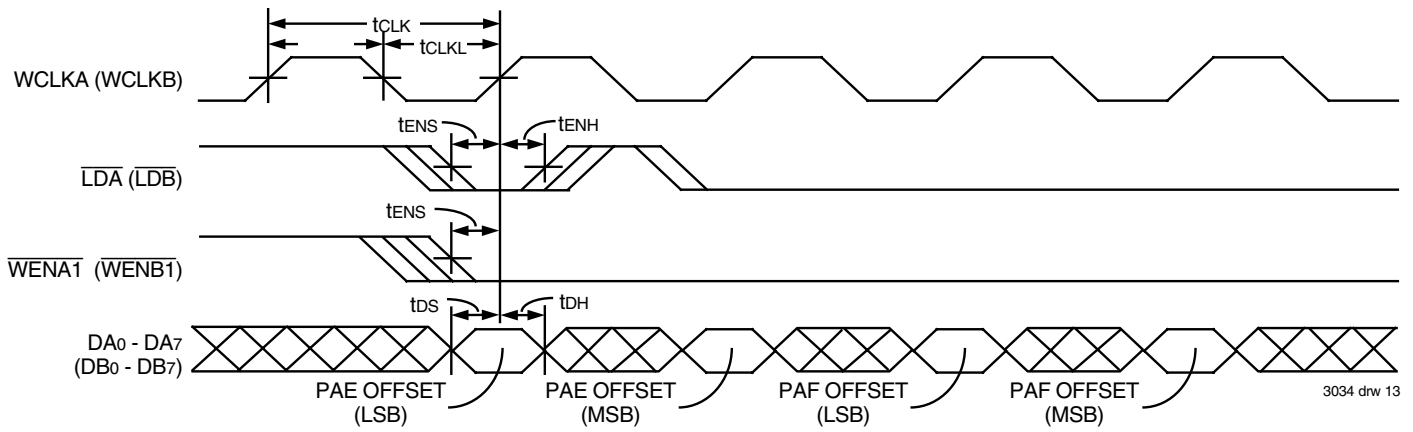 tCLK
tCLKL
WCLKA (WCLKB)
tENS
tENH
LDA (LDB)
tENS
WENA1 (WENB1)
tDS
tDH
DA0 - DA7
(DB0 - DB7)
PAE OFFSET
(LSB)
PAE OFFSET
(MSB)
PAF OFFSET
(LSB)
PAF OFFSET
(MSB)
3034 drw 13